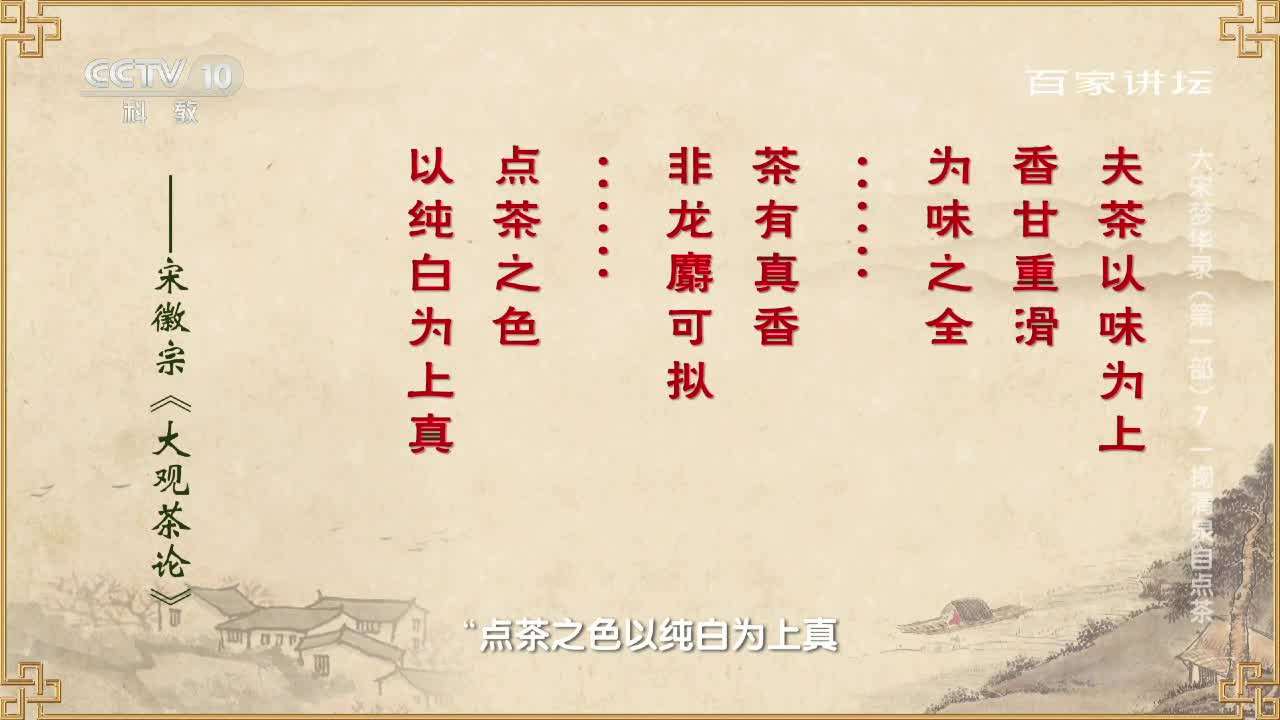 CCTV 10
科 教
百家讲坛
大宋梦华录（第一部）7 一掬清泉自点茶
夫茶以味为上
香甘重滑
为味之全
……
茶有真香
非龙麝可拟
……
点茶之色
以纯白为上真
——宋徽宗《大观茶论》
“点茶之色以纯白为上真